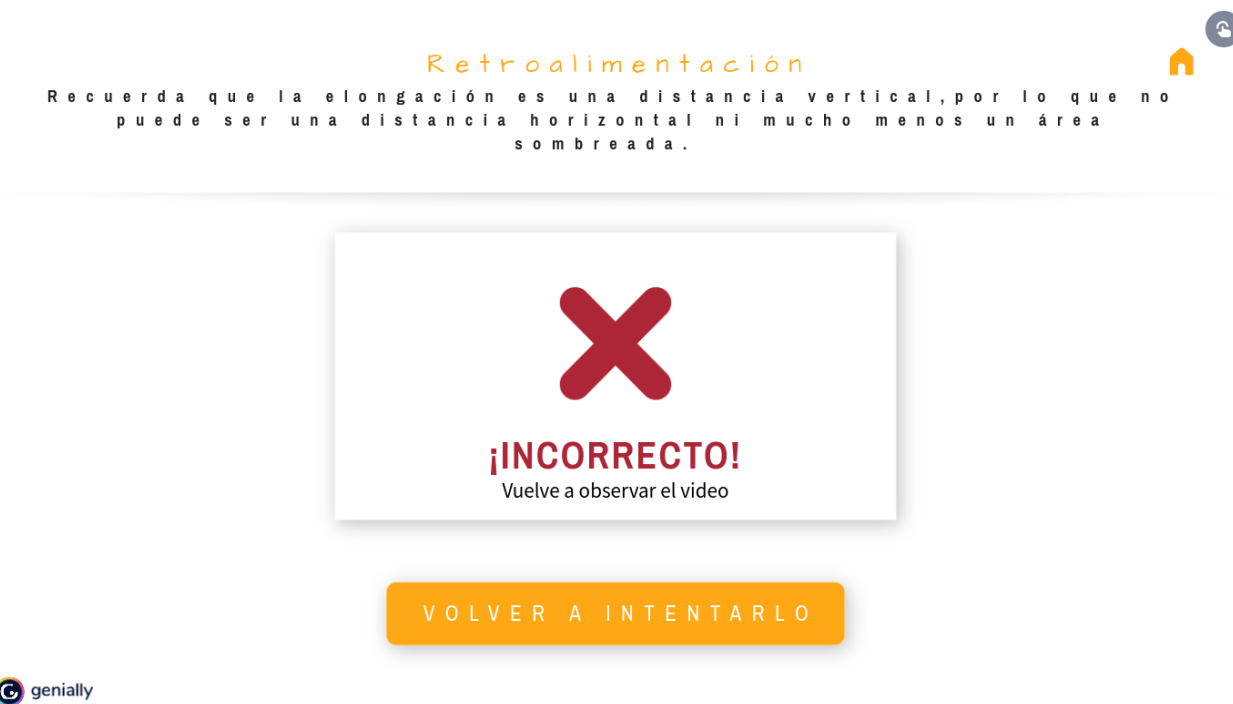 Retroalimentación
Recuerda que la elongación es una distancia vertical,por lo que no
puede ser una distancia horizontal ni mucho menos un área
sombreada.
¡INCORRECTO!
Vuelve a observar el video
VOLVER A INTENTARLO
genially